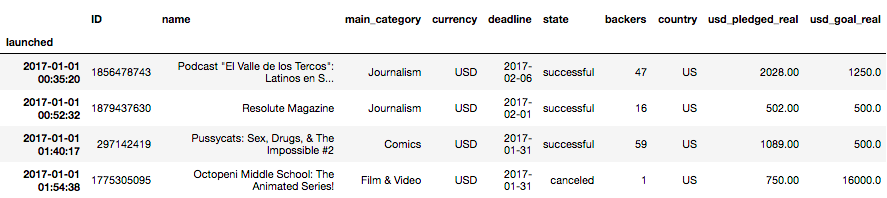 ID name main_category currency deadline state backers country usd_pledged_real usd_goal_real
launched
2017-01-01 00:35:20 1856478743 Podcast "El Valle de los Tercos": Latinos en S... Journalism USD 2017-02-06 successful 47 US 2028.00 1250.0
2017-01-01 00:52:32 1879437630 Resolute Magazine Journalism USD 2017-02-01 successful 16 US 502.00 500.0
2017-01-01 01:40:17 297142419 Pussycats: Sex, Drugs, & The Impossible #2 Comics USD 2017-01-31 successful 59 US 1089.00 500.0
2017-01-01 01:54:38 1775305095 Octopeni Middle School: The Animated Series! Film & Video USD 2017-01-31 canceled 1 US 750.00 16000.0